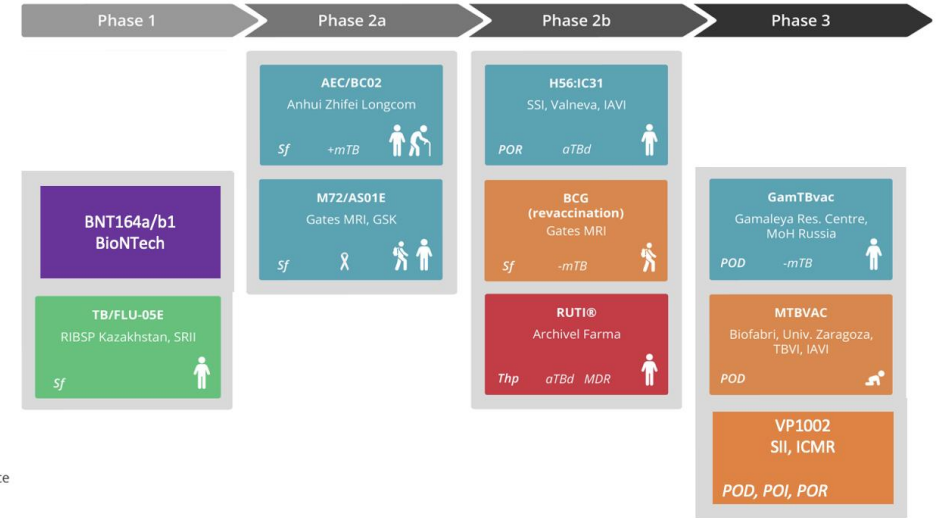 Phase 1
Phase 2a
Phase 2b
Phase 3
BNT164a/b1
BioNTech
TB/FLU-05E
RIBSP Kazakhstan, SRII
Sf
AEC/BC02
Anhui Zhifei Longcom
Sf +mTB
M72/AS01E
Gates MRI, GSK
Sf
H56:IC31
SSI, Valneva, IAVI
POR aTBd
BCG
(revaccination)
Gates MRI
Sf -mTB
RUTI®
Archivel Farma
Thp aTBd MDR
GamTBvac
Gamaleya Res. Centre,
MoH Russia
POD -mTB
MTBVAC
Biofabri, Univ. Zaragoza,
TBVI, IAVI
POD
VP1002
SII, ICMR
POD, POI, POR